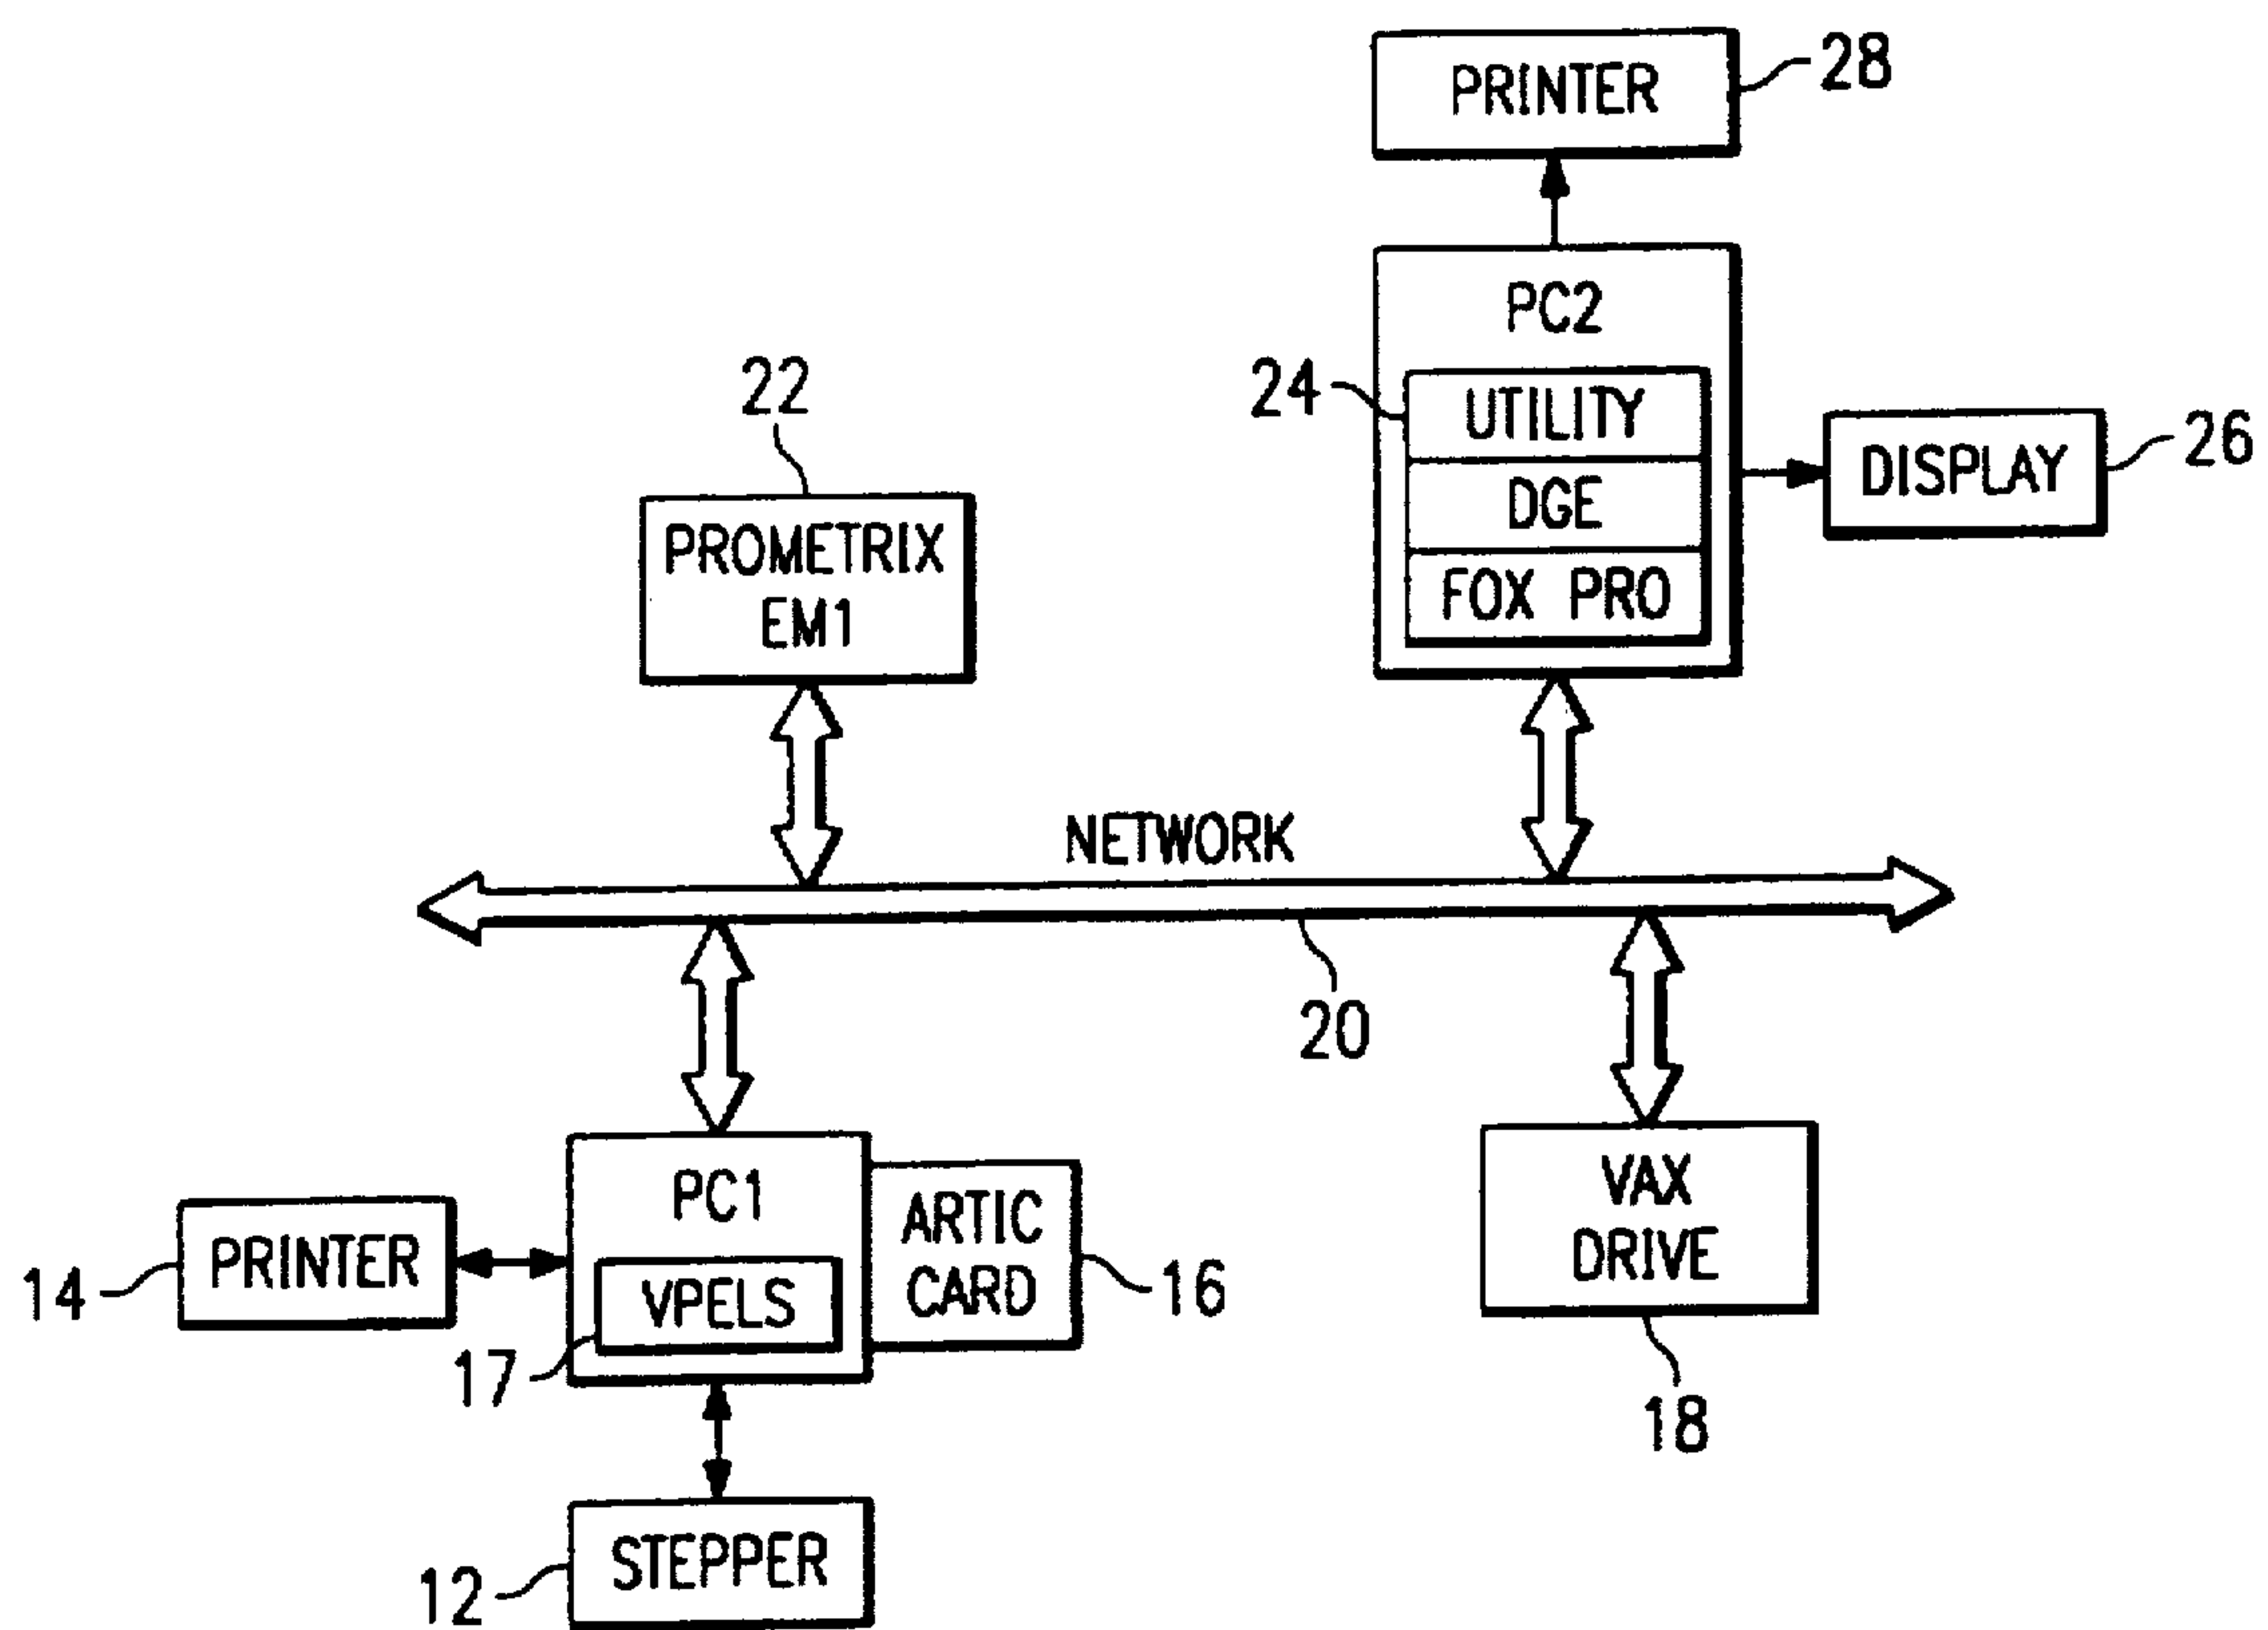 PRINTER
28
PC2
22
24
UTILITY
DGE
FOX PRO
DISPLAY
26
PROMETRIX
EM1
NETWORK
20
PC1
VPELS
17
ARTIC
CARD
16
PRINTER
14
VAX
DRIVE
18
STEPPER
12